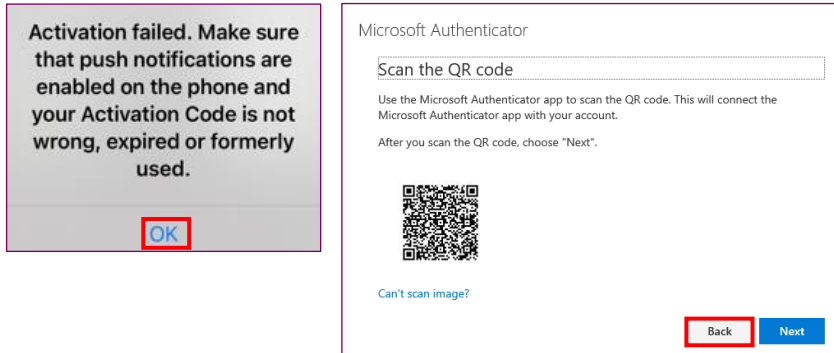 Activation failed. Make sure
that push notifications are
enabled on the phone and
your Activation Code is not
wrong, expired or formerly
used.
OK
Microsoft Authenticator
Scan the QR code
Use the Microsoft Authenticator app to scan the QR code. This will connect the
Microsoft Authenticator app with your account.
After you scan the QR code, choose "Next".
Can't scan image?
Back Next